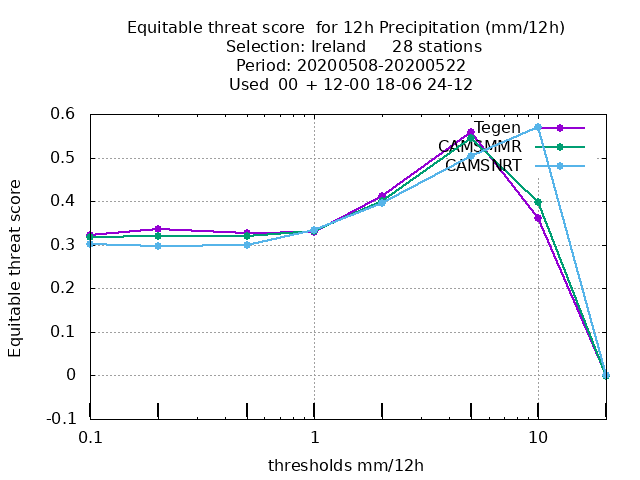 Equitable threat score  for 12h Precipitation (mm/12h)
Selection: Ireland     28 stations
Period: 20200508-20200522
Used  00  + 12-00 18-06 24-12
Tegen
CAMSMMR
CAMSNRT
Equitable threat score
0.6
0.5
0.4
0.3
0.2
0.1
0
-0.1
0.1
1
10
thresholds mm/12h